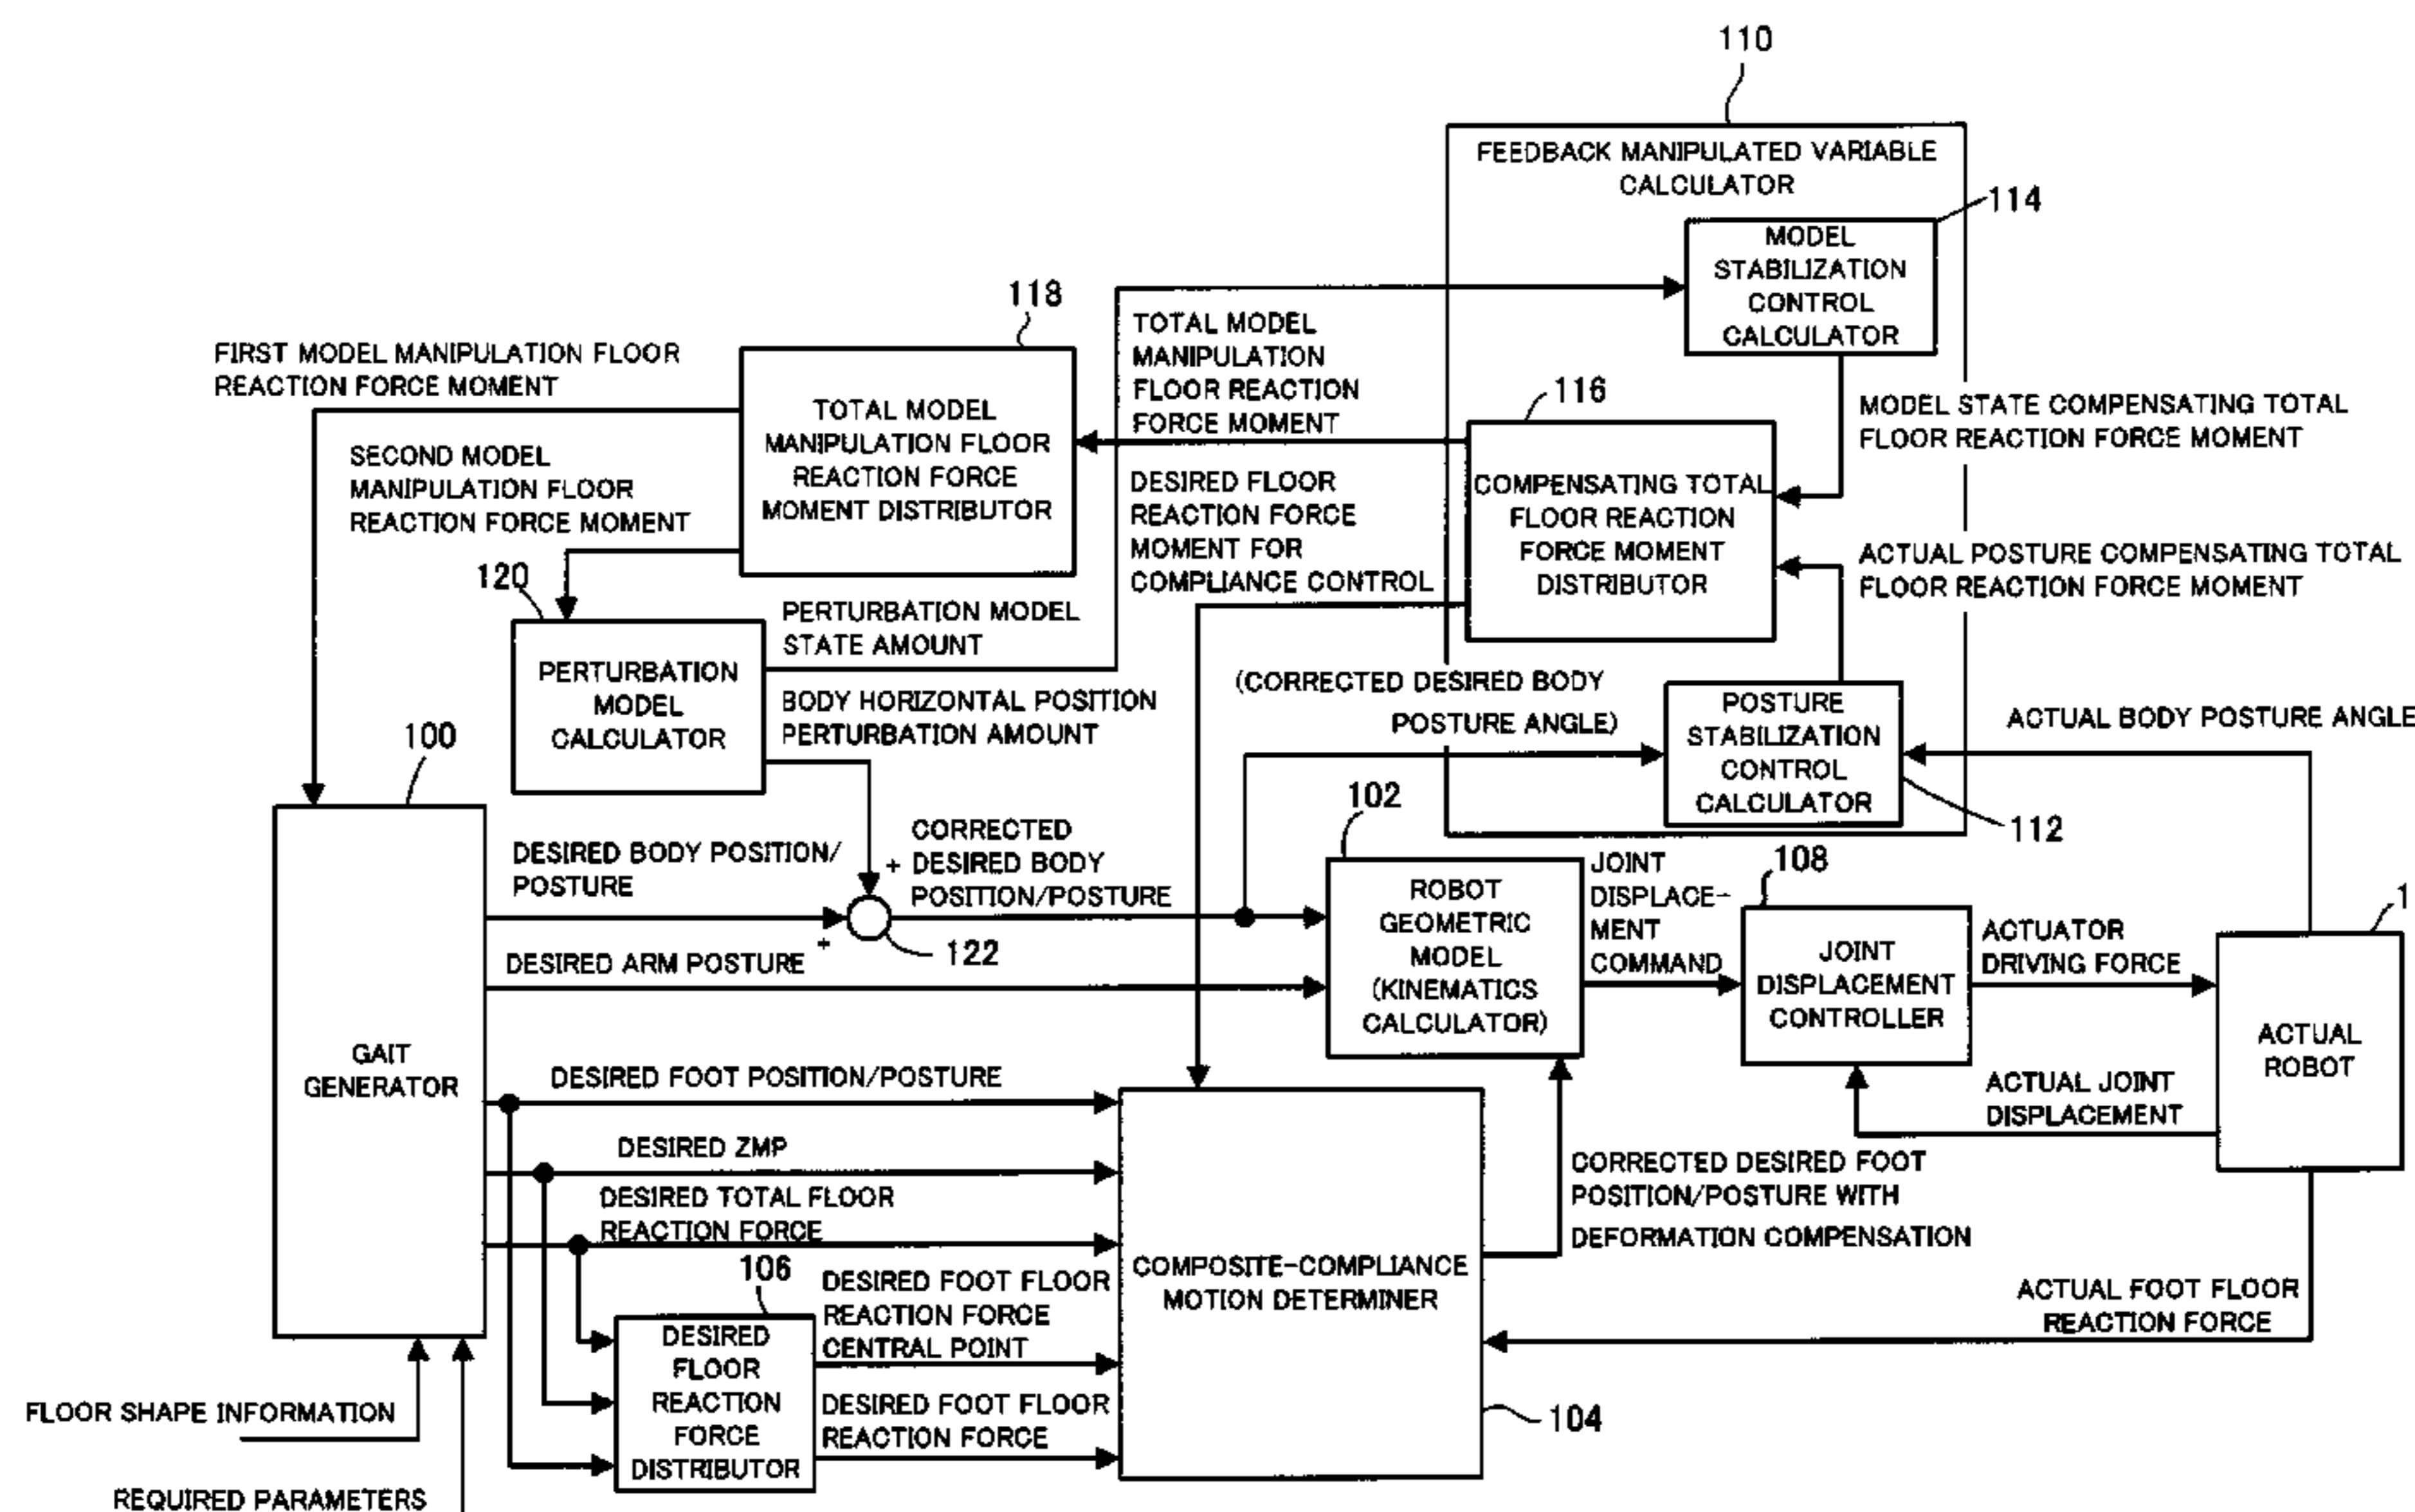 110
FEEDBACK MANIPULATED VARIABLE
CALCULATOR
114
MODEL
STABILIZATION
CONTROL
CALCULATOR
118
TOTAL MODEL
MANIPULATION
FLOOR REACTION
FORCE MOMENT
FIRST MODEL MANIPULATION FLOOR
REACTION FORCE MOMENT
TOTAL MODEL
MANIPULATION FLOOR
REACTION FORCE
MOMENT DISTRIBUTOR
116
MODEL STATE COMPENSATING TOTAL
FLOOR REACTION FORCE MOMENT
SECOND MODEL
MANIPULATION FLOOR
REACTION FORCE MOMENT
DESIRED FLOOR
REACTION FORCE
MOMENT FOR
COMPLIANCE CONTROL
COMPENSATING TOTAL
FLOOR REACTION
FORCE MOMENT
DISTRIBUTOR
ACTUAL POSTURE COMPENSATING TOTAL
FLOOR REACTION FORCE MOMENT
120
PERTURBATION MODEL
STATE AMOUNT
PERTURBATION
MODEL
CALCULATOR
BODY HORIZONTAL POSITION
PERTURBATION AMOUNT
(CORRECTED DESIRED BODY
POSTURE ANGLE)
POSTURE
STABILIZATION
CONTROL
CALCULATOR
ACTUAL BODY POSTURE ANGLE
112
100
GAIT
GENERATOR
DESIRED BODY POSITION/
POSTURE
+
+
CORRECTED
DESIRED BODY
POSITION/POSTURE
122
DESIRED ARM POSTURE
102
ROBOT
GEOMETRIC
MODEL
(KINEMATICS
CALCULATOR)
JOINT
DISPLACE-
MENT
COMMAND
108
JOINT
DISPLACEMENT
CONTROLLER
ACTUATOR
DRIVING FORCE
1
ACTUAL
ROBOT
ACTUAL JOINT
DISPLACEMENT
DESIRED FOOT POSITION/POSTURE
DESIRED ZMP
DESIRED TOTAL FLOOR
REACTION FORCE
106
DESIRED
FLOOR
REACTION
FORCE
DISTRIBUTOR
DESIRED FOOT FLOOR
REACTION FORCE
CENTRAL POINT
DESIRED FOOT FLOOR
REACTION FORCE
COMPOSITE-COMPLIANCE
MOTION DETERMINER
104
CORRECTED DESIRED FOOT
POSITION/POSTURE WITH
DEFORMATION COMPENSATION
ACTUAL FOOT FLOOR
REACTION FORCE
FLOOR SHAPE INFORMATION
REQUIRED PARAMETERS